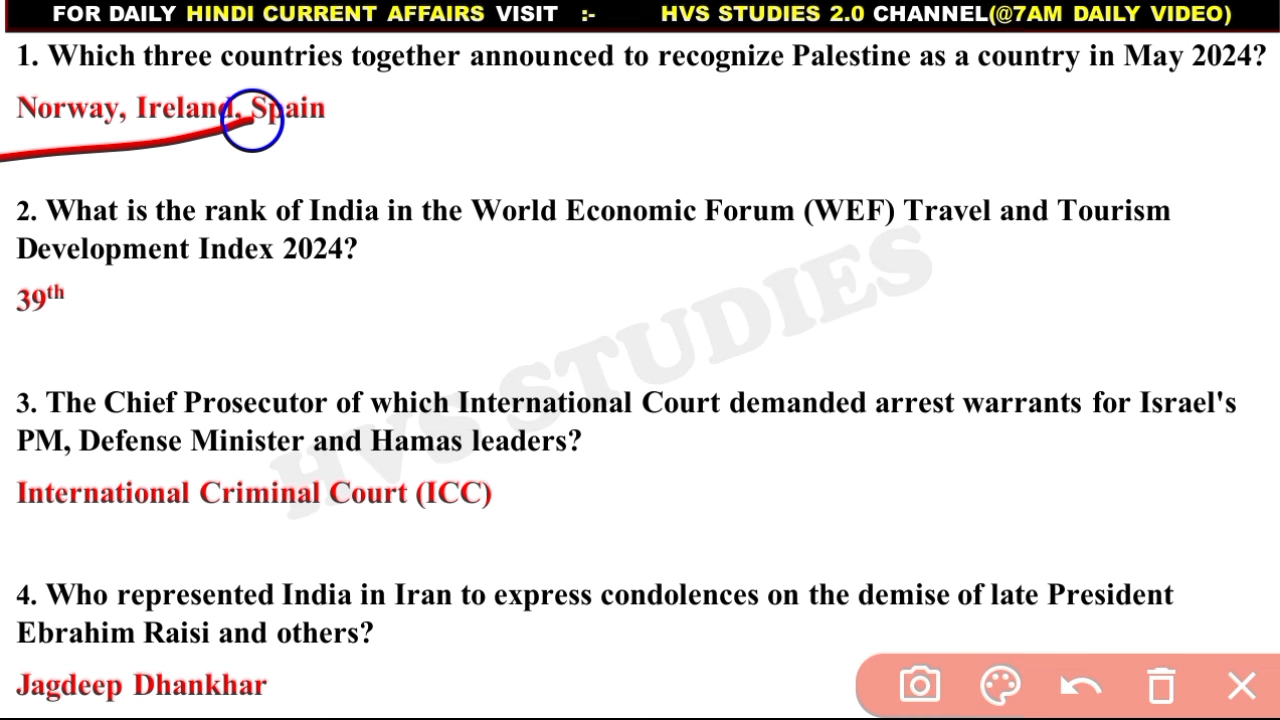 FOR DAILY HINDI CURRENT AFFAIRS VISIT :- HVS STUDIES 2.0 CHANNEL(@7AM DAILY VIDEO)
1. Which three countries together announced to recognize Palestine as a country in May 2024?
Norway, Ireland, Spain
2. What is the rank of India in the World Economic Forum (WEF) Travel and Tourism
Development Index 2024?
39th
HVS STUDIES
3. The Chief Prosecutor of which International Court demanded arrest warrants for Israel's
PM, Defense Minister and Hamas leaders?
International Criminal Court (ICC)
4. Who represented India in Iran to express condolences on the demise of late President
Ebrahim Raisi and others?
Jagdeep Dhankhar